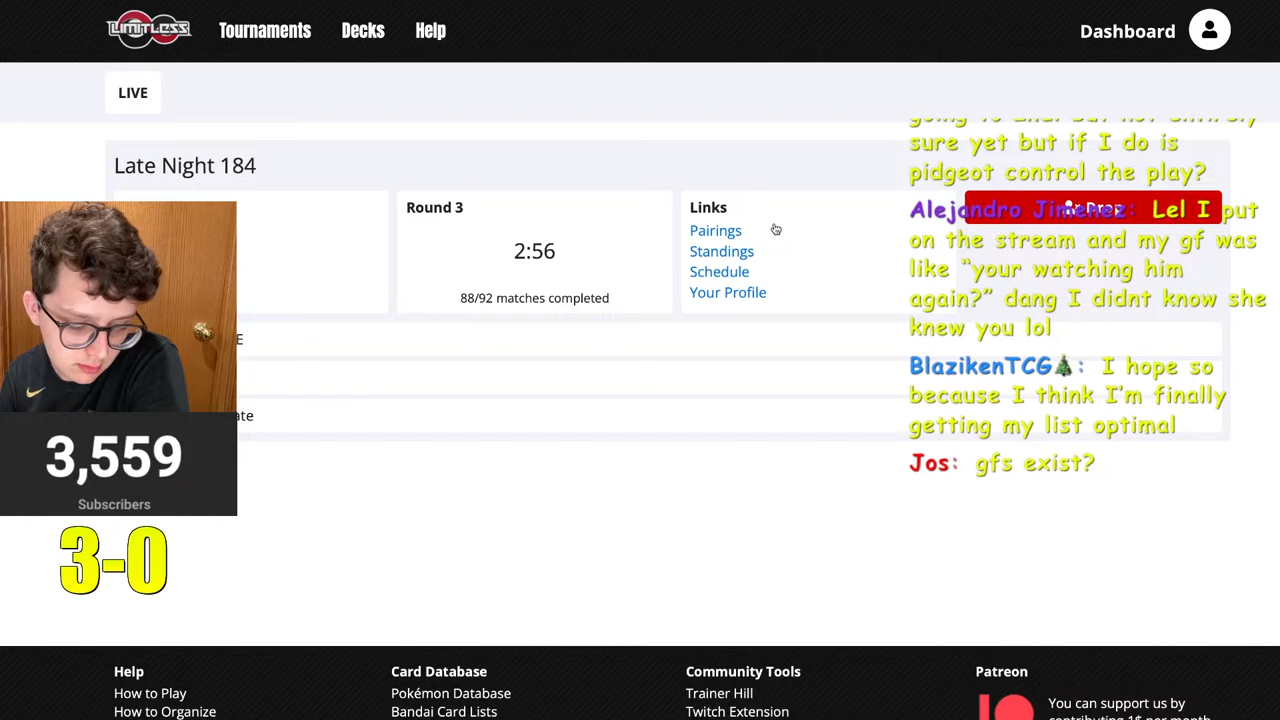 LIMITLESS
Tournaments
Decks
Help
Dashboard
LIVE
Late Night 184
Round 3
2:56
88/92 matches completed
Links
Pairings
Standings
Schedule
Your Profile
Drop
sure yet but if I do is
pidgeot control the play?
Alejandro Jimenez: Lel I put
on the stream and my gf was
like “your watching him
again?” dang I didnt know she
knew you lol
BlazikenTCG🎄: I hope so
because I think I'm finally
getting my list optimal
Jos: gfs exist?
3,559
Subscribers
3-0
Help
How to Play
How to Organize
Card Database
Pokémon Database
Bandai Card Lists
Community Tools
Trainer Hill
Twitch Extension
Patreon
You can support us by